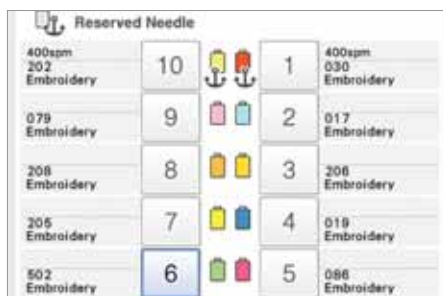 Reserved Needle
400spm
202
Embroidery
10
1
400spm
030
Embroidery
079
Embroidery
9
2
017
Embroidery
208
Embroidery
8
3
206
Embroidery
205
Embroidery
7
4
019
Embroidery
502
Embroidery
6
5
086
Embroidery